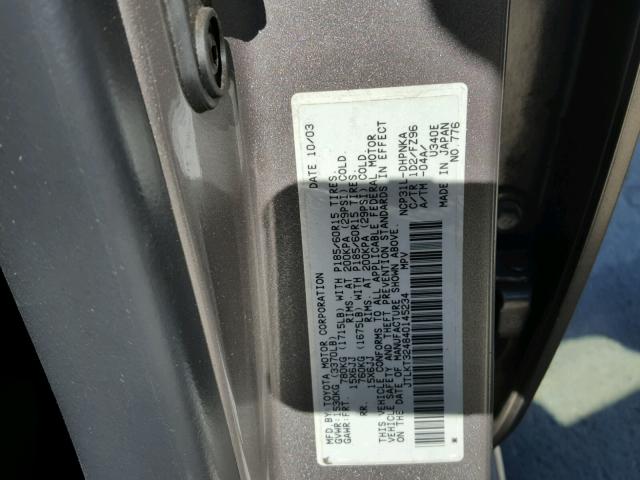 MFD.BY TOYOTA MOTOR CORPORATION DATE 10/03
GVWR:1530KG (3370LB)
GAWR:FRT. 780KG (1715LB) WITH P185/60R15 TIRES,
15X6JJ RIMS, AT 200KPA (29PSI) COLD.
RR. 760KG (1675LB) WITH P185/60R15 TIRES,
15X6JJ RIMS, AT 200KPA (29PSI) COLD.
THIS VEHICLE CONFORMS TO ALL APPLICABLE FEDERAL MOTOR
VEHICLE SAFETY AND THEFT PREVENTION STANDARDS IN EFFECT
ON THE DATE OF MANUFACTURE SHOWN ABOVE.
JTLKT324840145234 MPV
NCP31L-DHPNKA
C/TR 1D2/FZ96
A/TM -04A/ U340E
MADE IN JAPAN
NO.776